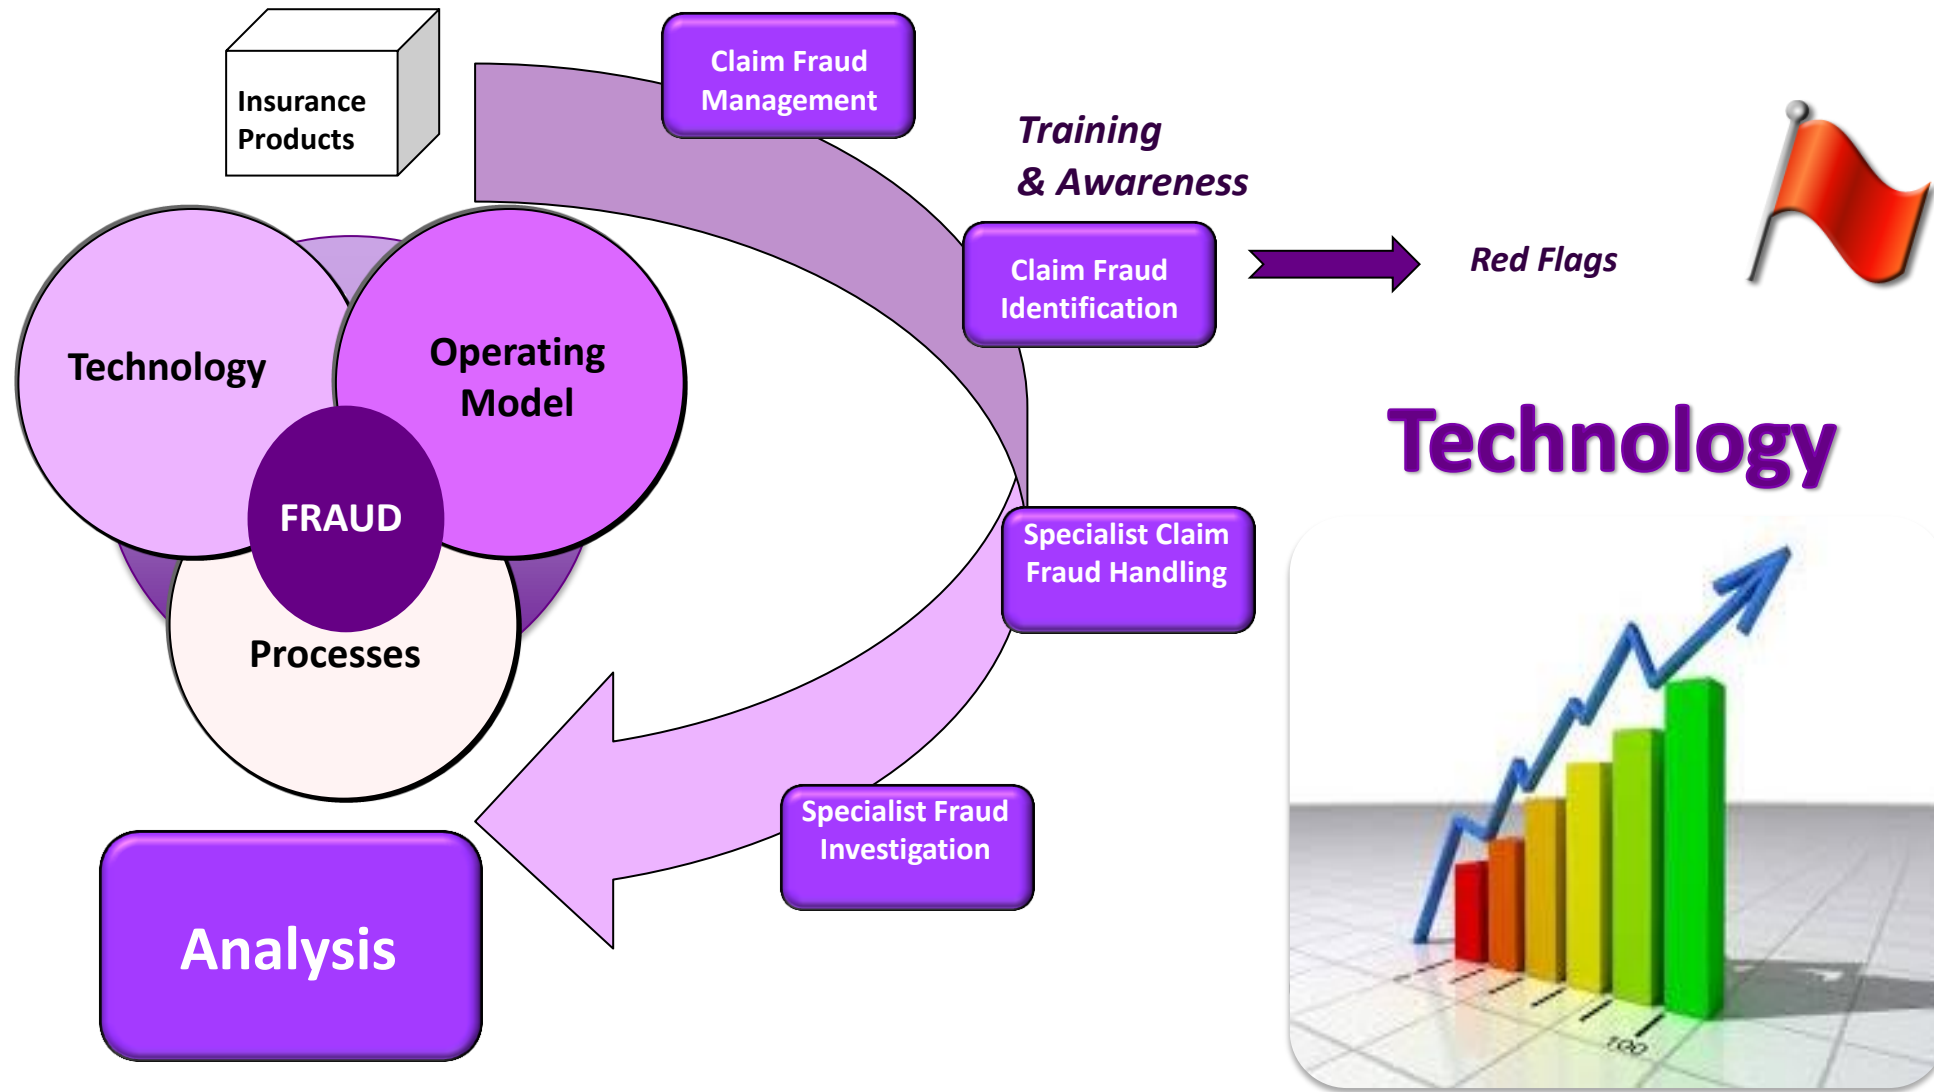 Insurance
Products
Claim Fraud
Management
Training
& Awareness
Claim Fraud
Identification
Red Flags
Technology
Operating
Model
FRAUD
Processes
Technology
Specialist Claim
Fraud Handling
Specialist Fraud
Investigation
Analysis
100